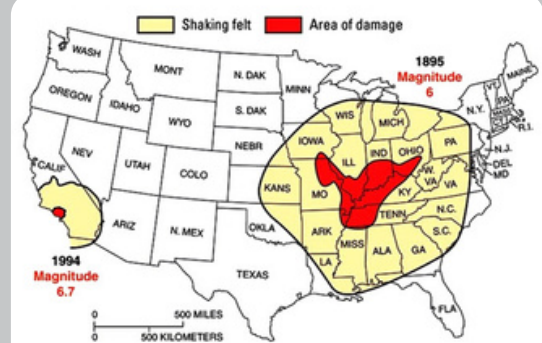 Shaking felt
Area of damage
WASH
MONT
N. DAK
MINN
1895
Magnitude
6
MAINE
OREGON
IDAHO
WYO
S. DAK
WIS
MICH
N.Y.
VT.
PA
MASS
R.I.
NEBR
IOWA
ILL
IND
OHIO
PA
N.J.
DEL
MD
CALIF
NEV
UTAH
COLO
KANS
MO
KY
W.
VA
VA
ARIZ
N. MEX
OKLA
ARK
TENN
N.C.
S.C.
MISS
ALA
GA
LA
TEXAS
FLA
1994
Magnitude
6.7
0
500 MILES
0
500 KILOMETERS